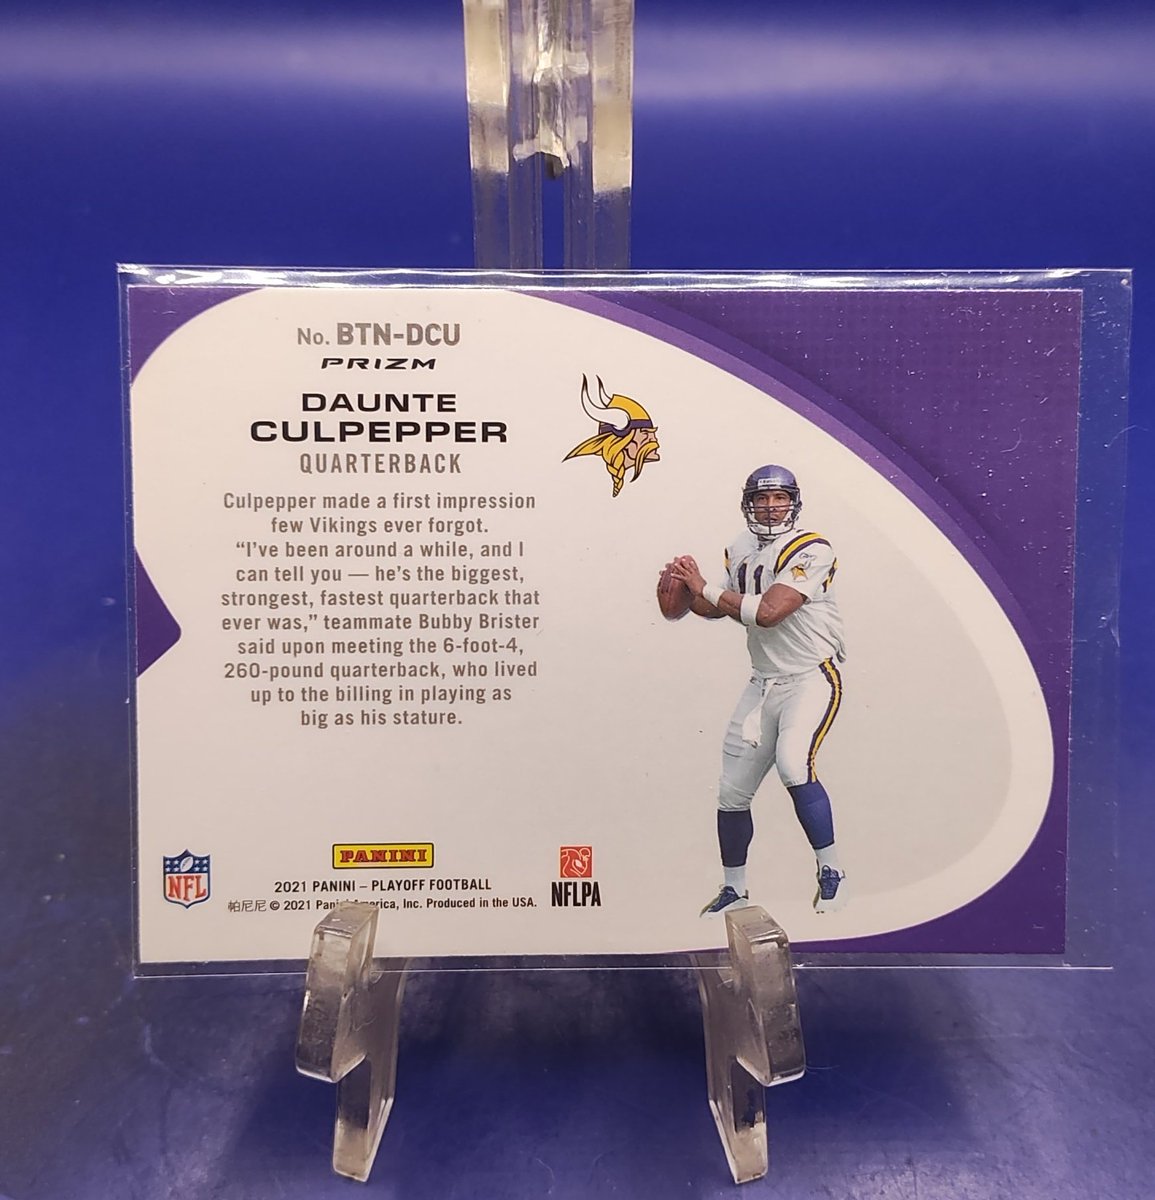 No. BTN-DCU
PRIZM
DAUNTE
CULPEPPER
QUARTERBACK
Culpepper made a first impression
few Vikings ever forgot.
“I’ve been around a while, and I
can tell you — he’s the biggest,
strongest, fastest quarterback that
ever was,” teammate Bubby Brister
said upon meeting the 6-foot-4,
260-pound quarterback, who lived
up to the billing in playing as
big as his stature.
11
NFL
PANINI
2021 PANINI – PLAYOFF FOOTBALL
帕尼尼 © 2021 Panini America, Inc. Produced in the USA.
NFLPA